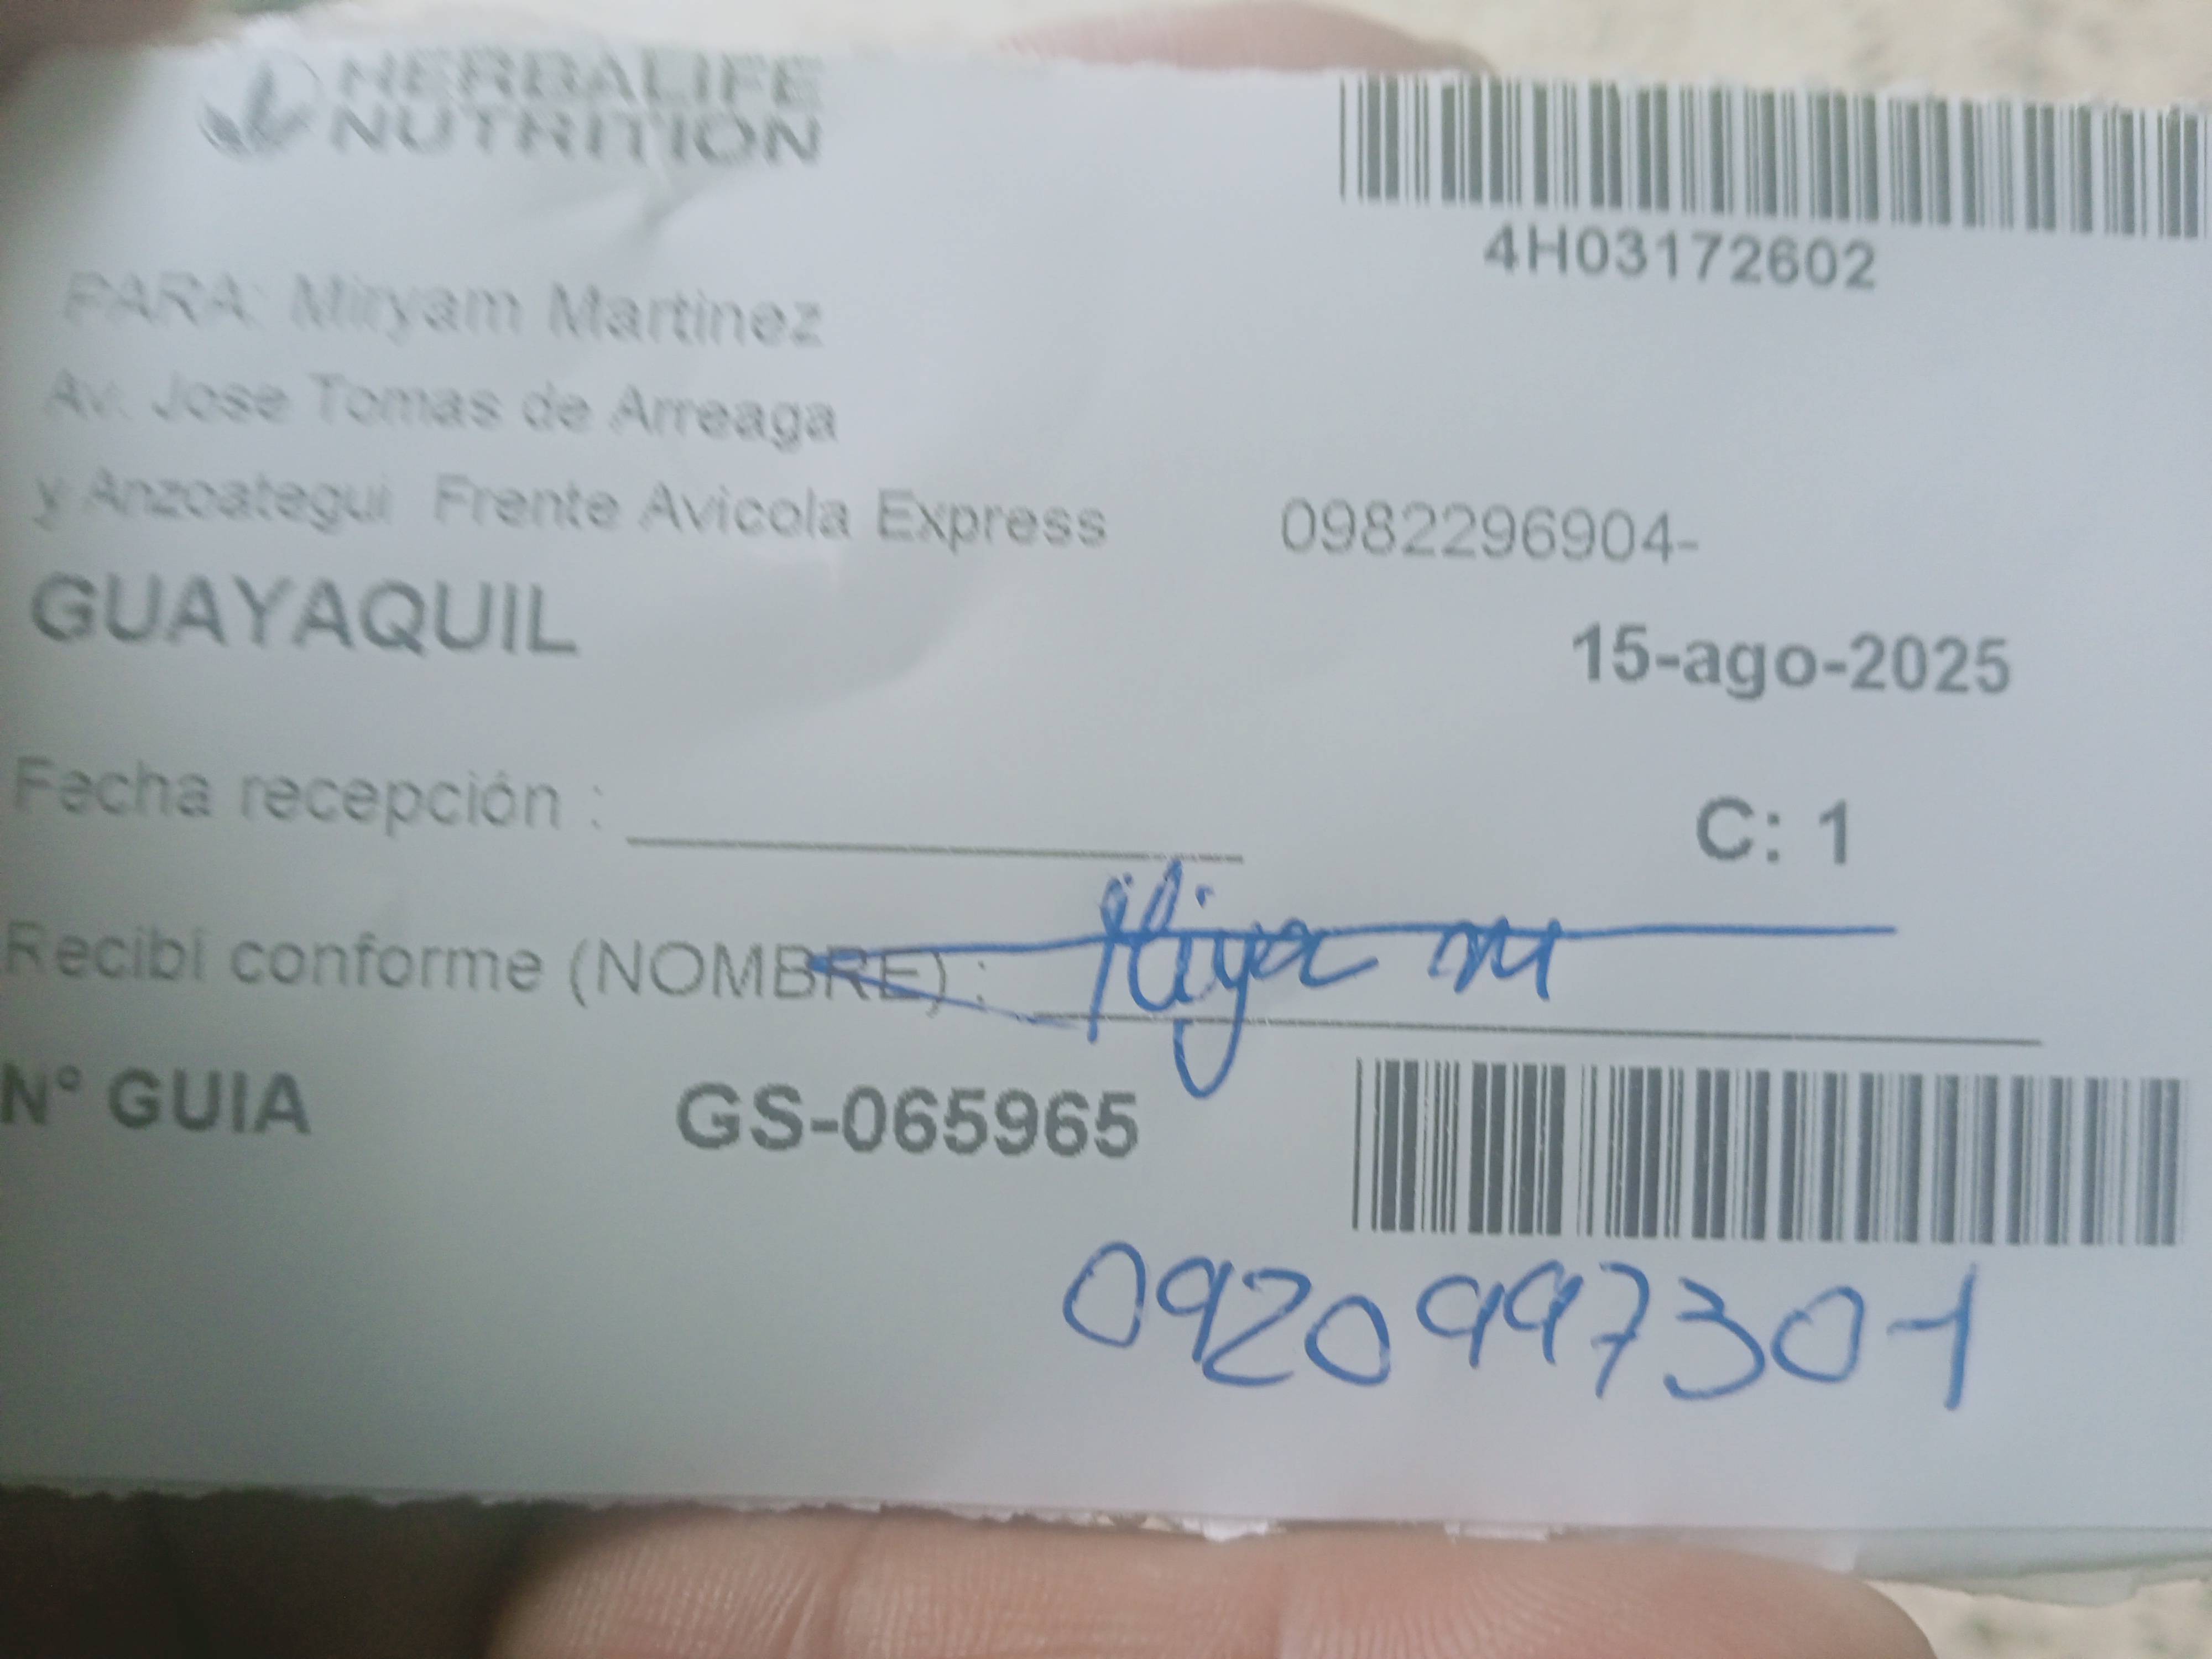 HERBALIFE
NUTRITION
4H03172602
PARA: Miryam Martinez
Av. Jose Tomas de Arreaga
y Anzoategui Frente Avicola Express 0982296904-
GUAYAQUIL
15-ago-2025
Fecha recepción :
C: 1
Recibí conforme (NOMBRE) :
N° GUIA GS-065965
0920997301